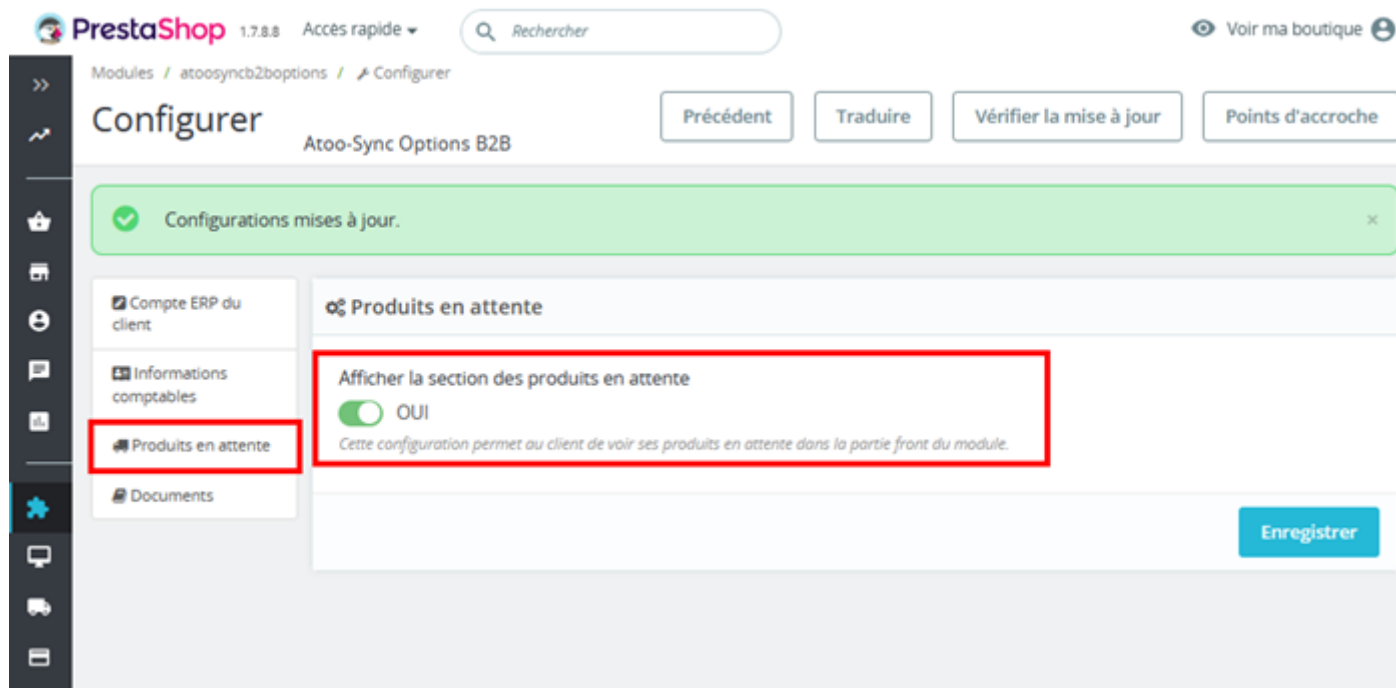 PrestaShop 1.7.8.8 Accès rapide Rechercher Voir ma boutique
Modules / atoosyncb2boptions / Configurer
Configurer
Atoo-Sync Options B2B
Précédent Traduire Vérifier la mise à jour Points d'accroche
Configurations mises à jour. ×
Compte ERP du
client
Informations
comptables
Produits en attente
Documents
Produits en attente
Afficher la section des produits en attente
OUI
Cette configuration permet au client de voir ses produits en attente dans la partie front du module.
Enregistrer